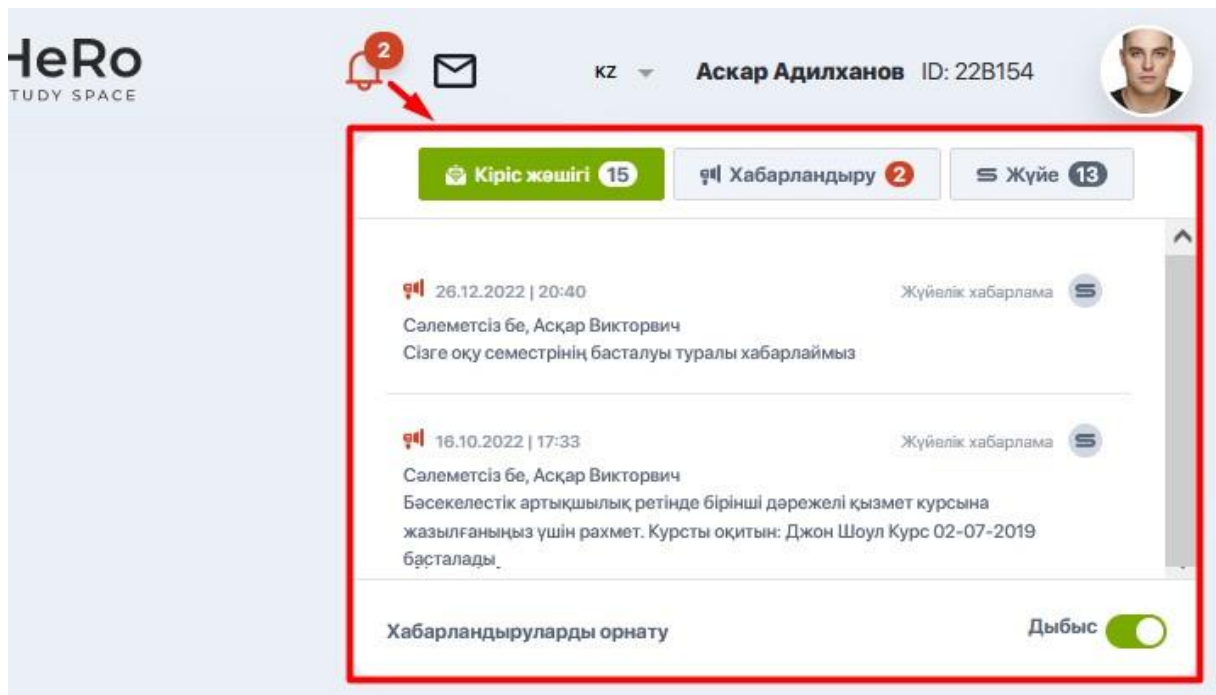 HeRo
TUDY SPACE
2
KZ
Аскар Адилханов ID: 22B154
Кіріс жәшігі 15
Хабарландыру 2
Жүйе 13
26.12.2022 | 20:40
Жүйелік хабарлама
Сәлеметсіз бе, Асқар Викторвич
Сізге оқу семестрінің басталуы туралы хабарлаймыз
16.10.2022 | 17:33
Жүйелік хабарлама
Сәлеметсіз бе, Асқар Викторвич
Бәсекелестік артықшылық ретінде бірінші дәрежелі қызмет курсына
жазылғаныңыз үшін рахмет. Курсты оқитын: Джон Шоул Курс 02-07-2019
басталады
Хабарландыруларды орнату
Дыбыс